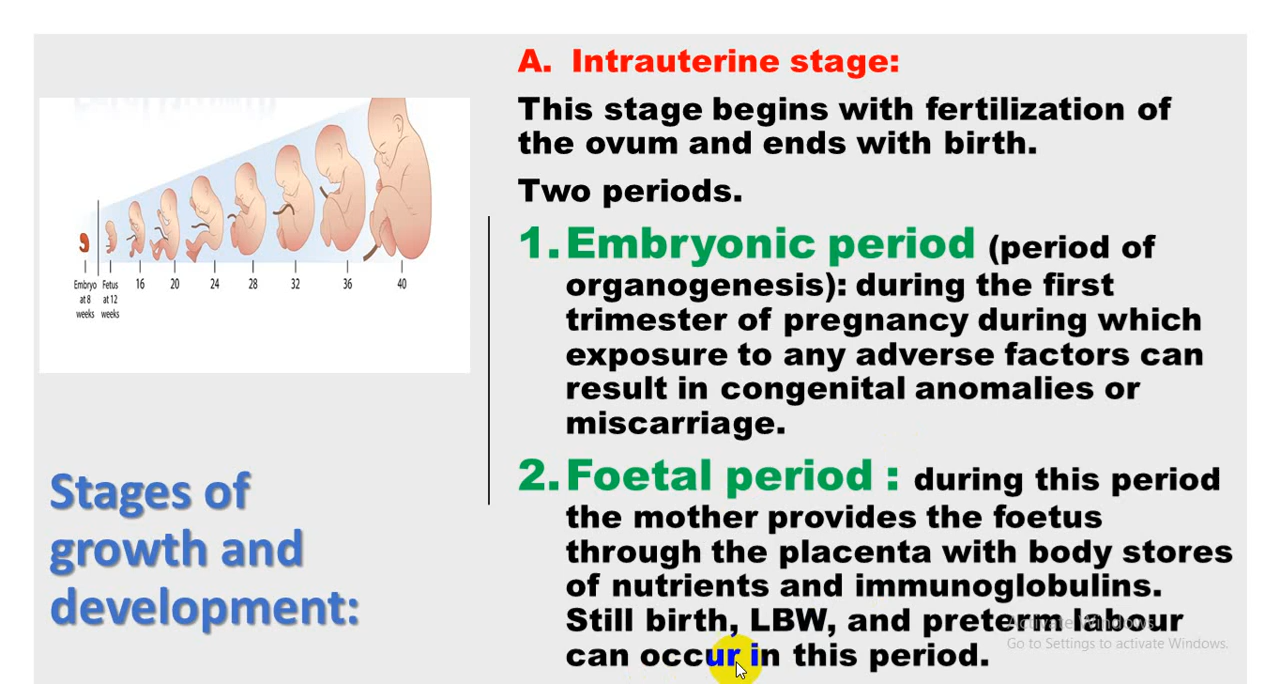 A. Intrauterine stage:
This stage begins with fertilization of
the ovum and ends with birth.
Two periods.
1. Embryonic period (period of
organogenesis): during the first
trimester of pregnancy during which
exposure to any adverse factors can
result in congenital anomalies or
miscarriage.
2. Foetal period : during this period
the mother provides the foetus
through the placenta with body stores
of nutrients and immunoglobulins.
Still birth, LBW, and preterm labour
can occur in this period.
Embryo Fetus 16 20 24 28 32 36 40
at 8 at 12
weeks weeks
Stages of
growth and
development:
Activate Windows
Go to Settings to activate Windows.